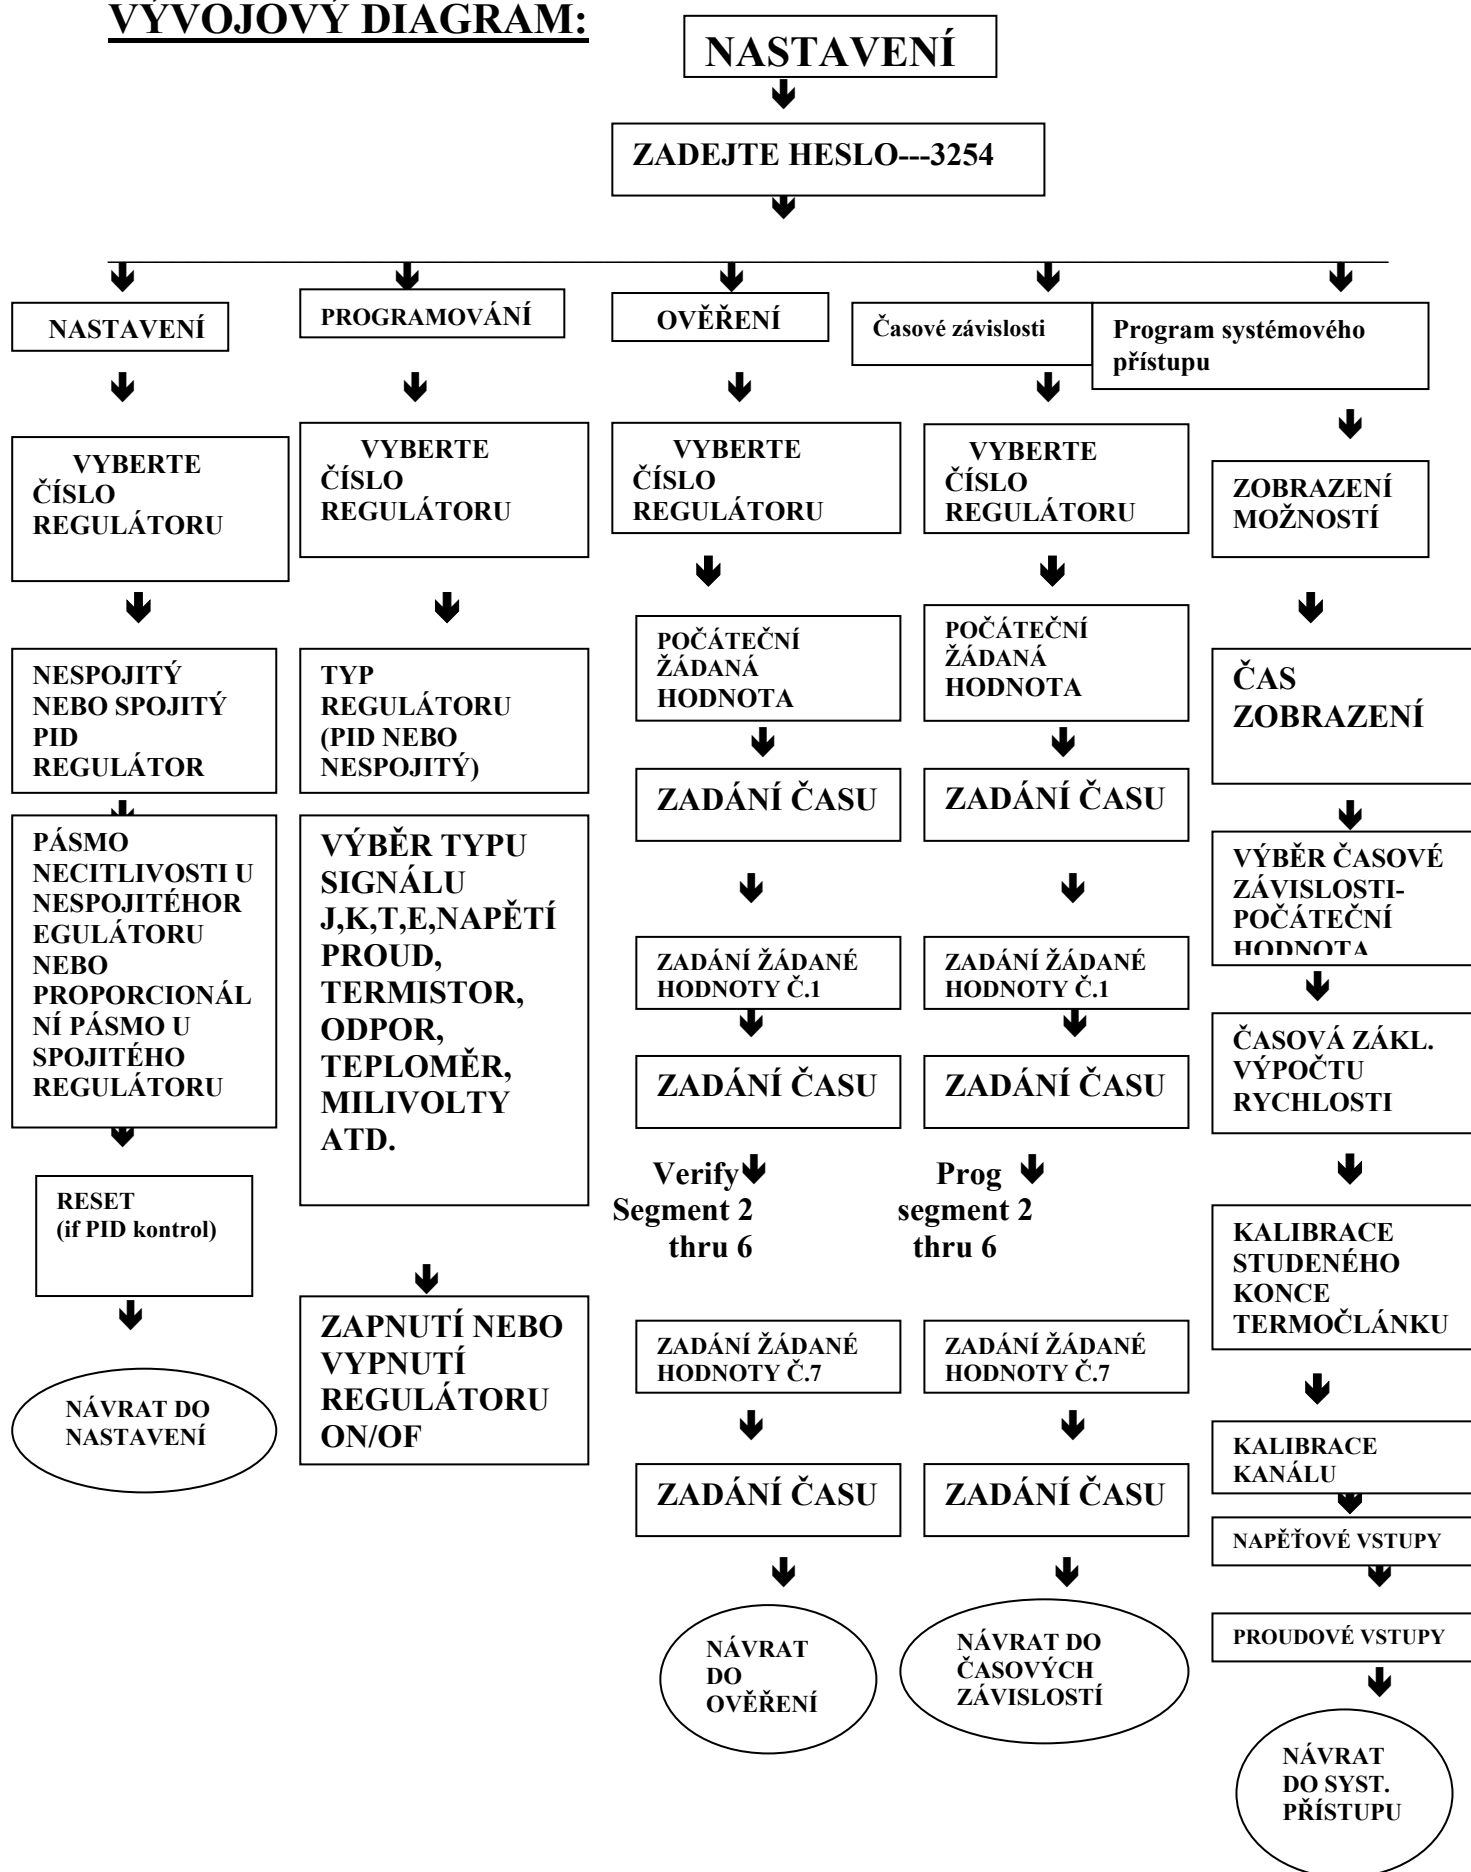 VÝVOJOVÝ DIAGRAM:
NASTAVENÍ
ZADEJTE HESLO---3254
NASTAVENÍ
PROGRAMOVÁNÍ
OVĚŘENÍ
Časové závislosti
Program systémového
přístupu
VYBERTE
ČÍSLO
REGULÁTORU
VYBERTE
ČÍSLO
REGULÁTORU
VYBERTE
ČÍSLO
REGULÁTORU
VYBERTE
ČÍSLO
REGULÁTORU
ZOBRAZENÍ
MOŽNOSTÍ
NESPOJITÝ
NEBO SPOJITÝ
PID
REGULÁTOR
TYP
REGULÁTORU
(PID NEBO
NESPOJITÝ)
POČÁTEČNÍ
ŽÁDANÁ
HODNOTA
POČÁTEČNÍ
ŽÁDANÁ
HODNOTA
ČAS
ZOBRAZENÍ
ZADÁNÍ ČASU
ZADÁNÍ ČASU
PÁSMO
NECITLIVOSTI U
NESPOJITÉHOR
EGULÁTORU
NEBO
PROPORCIONÁL
NÍ PÁSMO U
SPOJITÉHO
REGULÁTORU
VÝBĚR TYPU
SIGNÁLU
J,K,T,E,NAPĚTÍ
PROUD,
TERMISTOR,
ODPOR,
TEPLOMĚR,
MILIVOLTY
ATD.
VÝBĚR ČASOVÉ
ZÁVISLOSTI-
POČÁTEČNÍ
HODNOTA
ZADÁNÍ ŽÁDANÉ
HODNOTY Č.1
ZADÁNÍ ŽÁDANÉ
HODNOTY Č.1
ČASOVÁ ZÁKL.
VÝPOČTU
RYCHLOSTI
ZADÁNÍ ČASU
ZADÁNÍ ČASU
RESET
(if PID kontrol)
Verify
Segment 2
thru 6
Prog
segment 2
thru 6
KALIBRACE
STUDENÉHO
KONCE
TERMOČLÁNKU
ZAPNUTÍ NEBO
VYPNUTÍ
REGULÁTORU
ON/OF
ZADÁNÍ ŽÁDANÉ
HODNOTY Č.7
ZADÁNÍ ŽÁDANÉ
HODNOTY Č.7
NÁVRAT DO
NASTAVENÍ
KALIBRACE
KANÁLU
ZADÁNÍ ČASU
ZADÁNÍ ČASU
NAPĚŤOVÉ VSTUPY
PROUDOVÉ VSTUPY
NÁVRAT
DO
OVĚŘENÍ
NÁVRAT DO
ČASOVÝCH
ZÁVISLOSTÍ
NÁVRAT
DO SYST.
PŘÍSTUPU